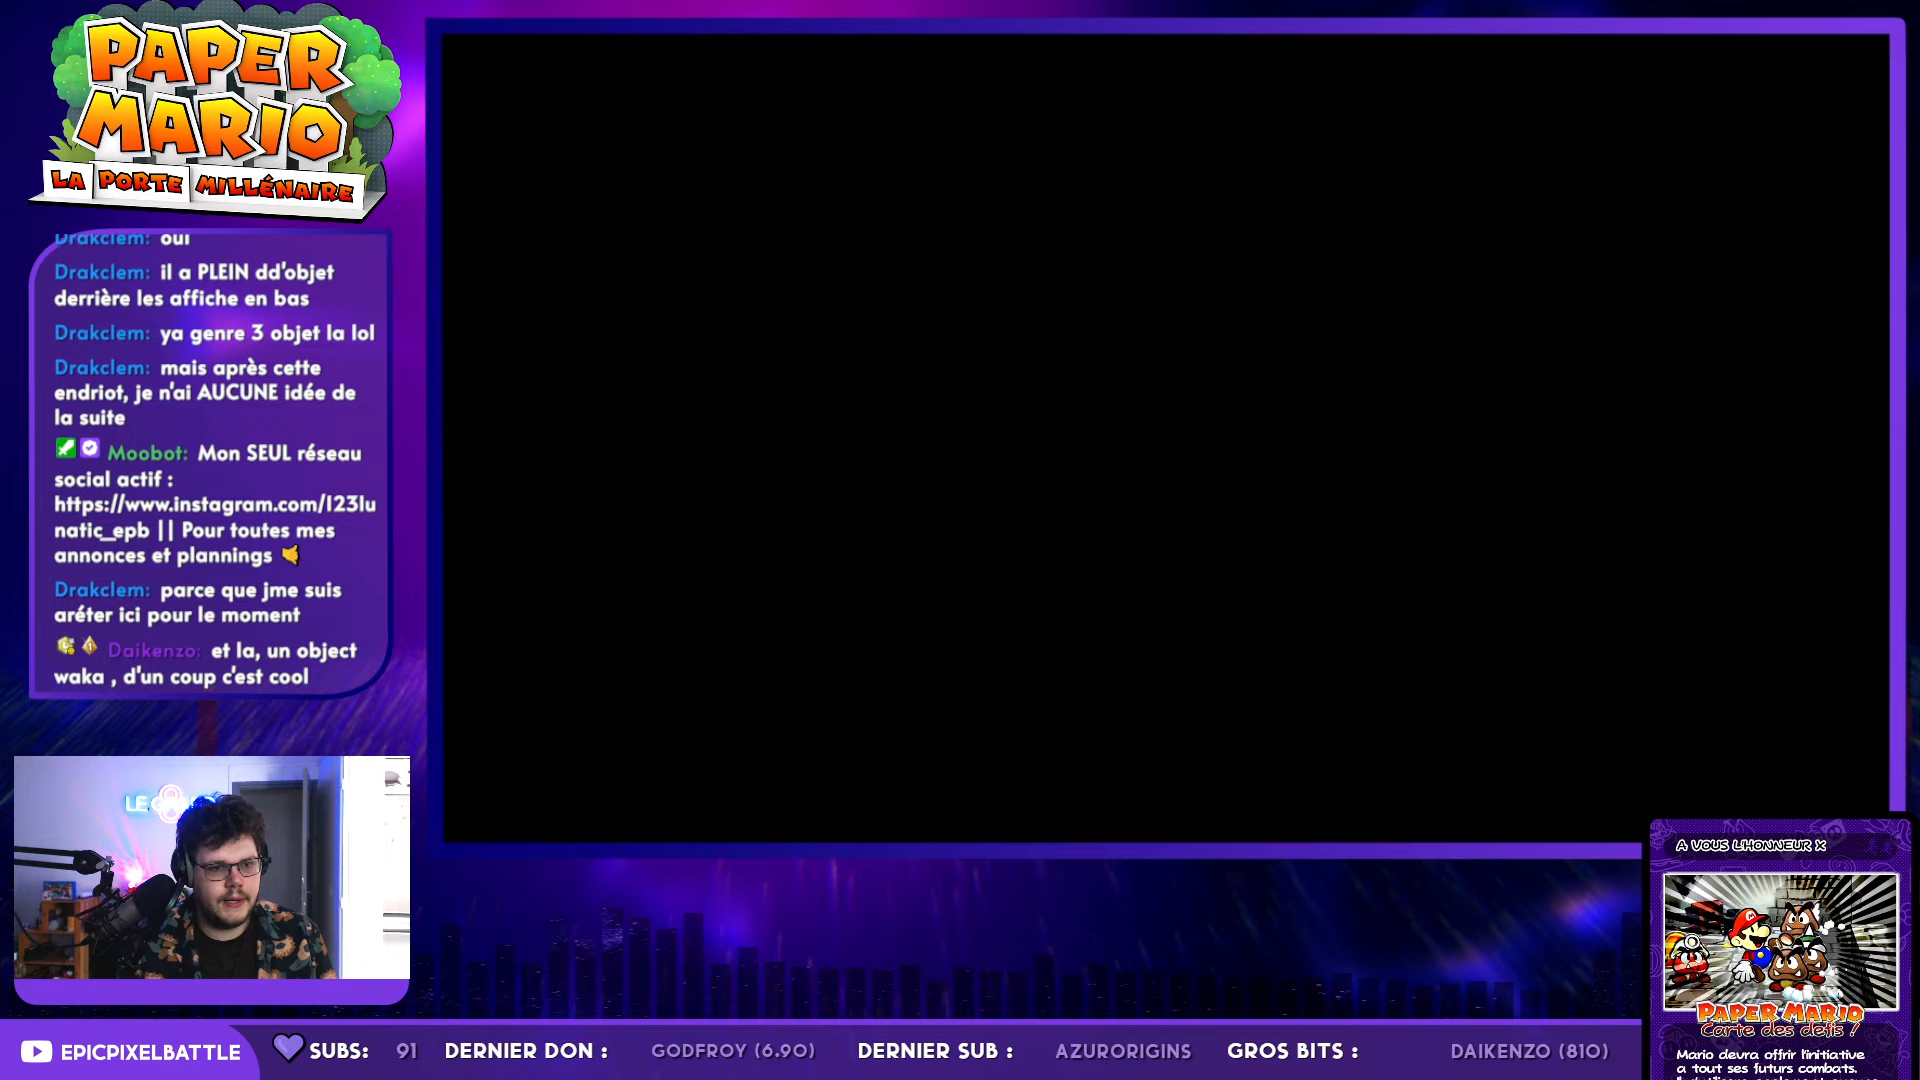 PAPER
MARIO
LA PORTE MILLÉNAIRE
Drakclem: oui
Drakclem: il a PLEIN dd'objet
derrière les affiche en bas
Drakclem: ya genre 3 objet la lol
Drakclem: mais après cette
endriot, je n'ai AUCUNE idée de
la suite
Moobot: Mon SEUL réseau
social actif :
https://www.instagram.com/123lu
natic_epb || Pour toutes mes
annonces et plannings
Drakclem: parce que jme suis
aréter ici pour le moment
Daikenzo: et la, un object
waka , d'un coup c'est cool
LE
A VOUS L'HONNEUR X
PAPER MARIO
Carte des défis !
Mario devra offrir l'initiative
a tout ses futurs combats.
EPICPIXELBATTLE
SUBS: 91 DERNIER DON : GODFROY (6.90) DERNIER SUB : AZURORIGINS GROS BITS : DAIKENZO (810)